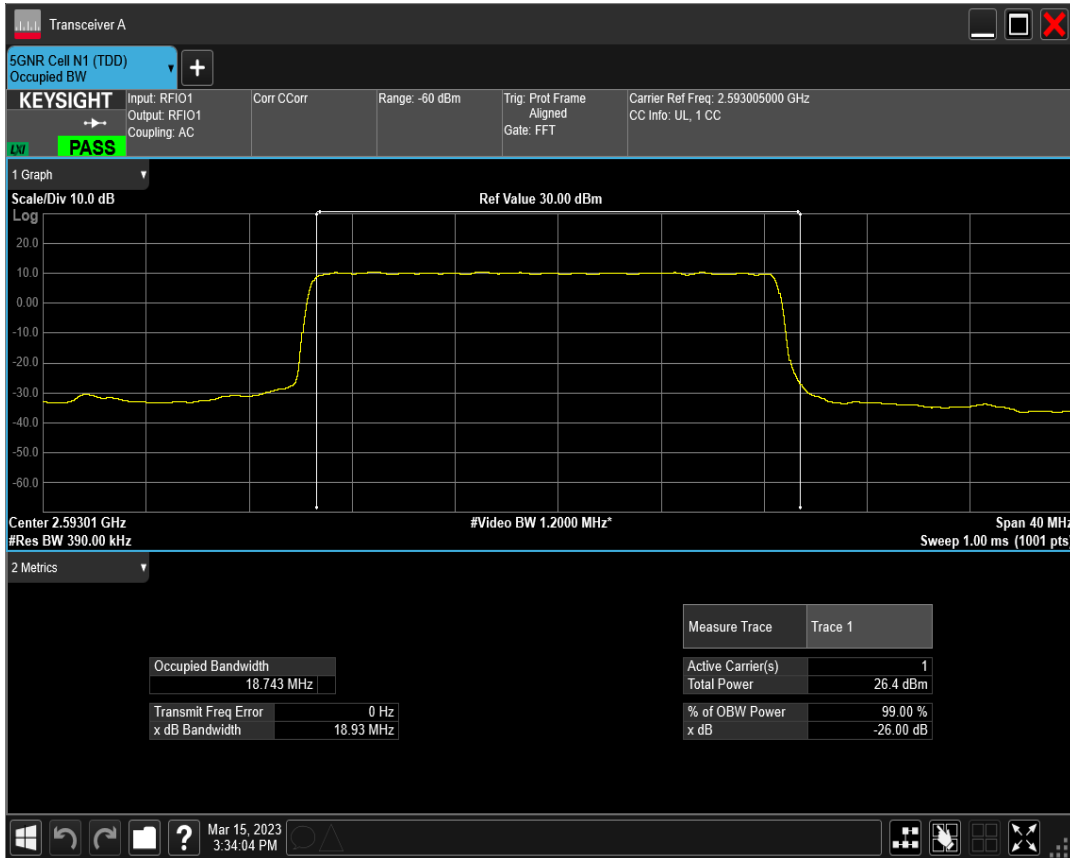 Transceiver A
5GNR Cell N1 (TDD)
Occupied BW
+
KEYSIGHT
LXI
PASS
Input: RFIO1
Output: RFIO1
Coupling: AC
Corr CCorr
Range: -60 dBm
Trig: Prot Frame
Aligned
Gate: FFT
Carrier Ref Freq: 2.593005000 GHz
CC Info: UL, 1 CC
1 Graph
Scale/Div 10.0 dB
Ref Value 30.00 dBm
Log
20.0
10.0
0.00
-10.0
-20.0
-30.0
-40.0
-50.0
-60.0
Center 2.59301 GHz
#Video BW 1.2000 MHz*
Span 40 MHz
#Res BW 390.00 kHz
Sweep 1.00 ms (1001 pts)
2 Metrics
Measure Trace Trace 1
Occupied Bandwidth
18.743 MHz
Active Carrier(s) 1
Total Power 26.4 dBm
Transmit Freq Error 0 Hz
x dB Bandwidth 18.93 MHz
% of OBW Power 99.00 %
x dB -26.00 dB
?
Mar 15, 2023
3:34:04 PM